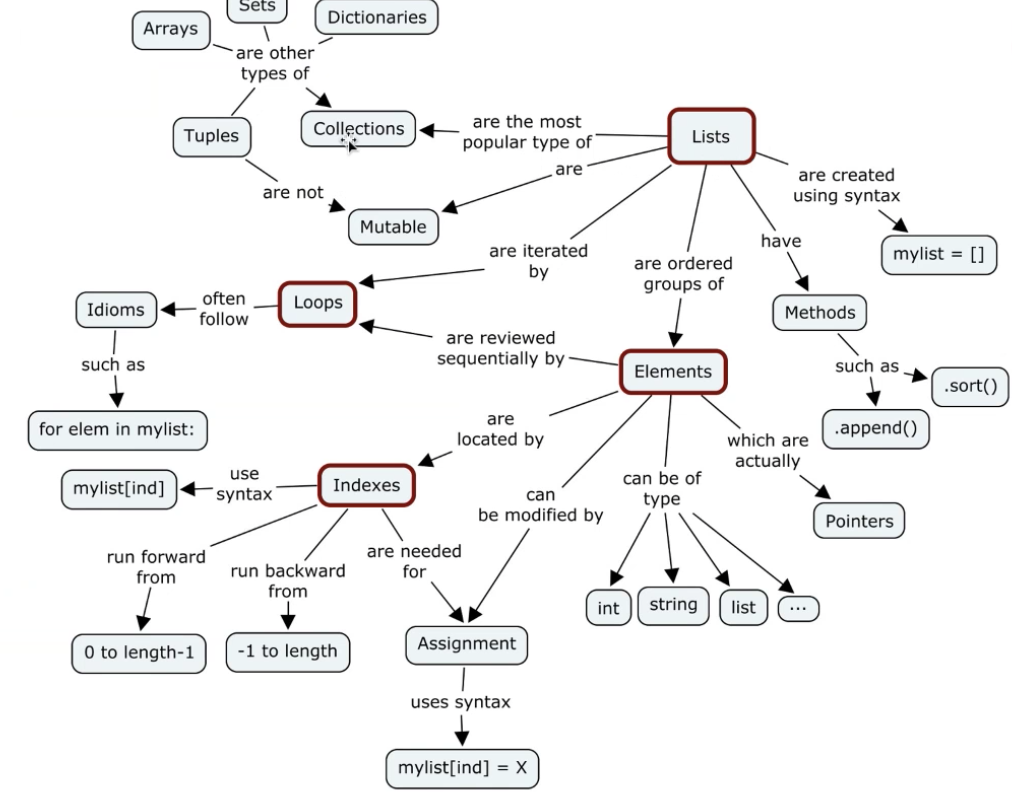 Sets
Arrays
Dictionaries
are other
types of
Tuples
Collections
are the most
popular type of
Lists
are
are not
Mutable
are created
using syntax
mylist = []
are iterated
by
are ordered
groups of
have
Methods
Idioms
often
follow
Loops
are reviewed
sequentially by
Elements
such as
such as
.sort()
.append()
for elem in mylist:
are
located by
which are
actually
mylist[ind]
use
syntax
Indexes
can
be modified by
can be of
type
Pointers
run forward
from
run backward
from
are needed
for
int
string
list
...
0 to length-1
-1 to length
Assignment
uses syntax
mylist[ind] = X